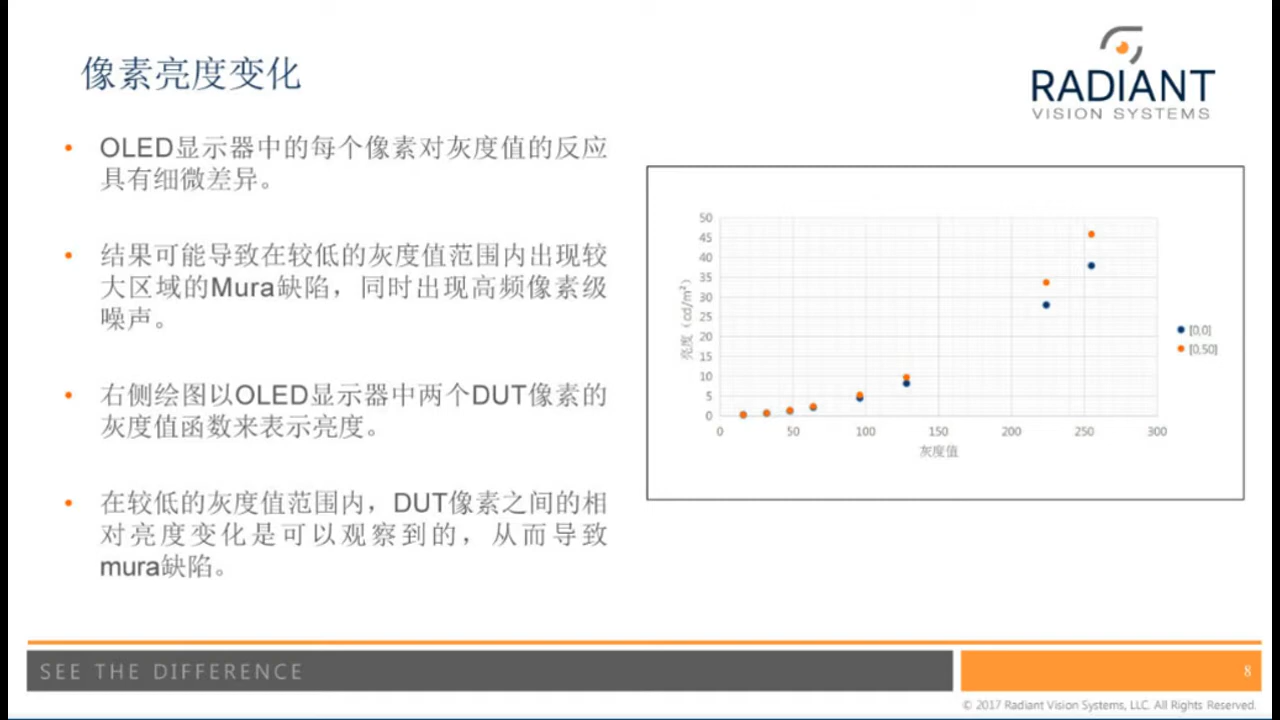 像素亮度变化
RADIANT
VISION SYSTEMS
• OLED显示器中的每个像素对灰度值的反应
具有细微差异。
• 结果可能导致在较低的灰度值范围内出现较
大区域的Mura缺陷，同时出现高频像素级
噪声。
• 右侧绘图以OLED显示器中两个DUT像素的
灰度值函数来表示亮度。
• 在较低的灰度值范围内，DUT像素之间的相
对亮度变化是可以观察到的，从而导致
mura缺陷。
亮度（cd/m²）
50
45
40
35
30
25
20
15
10
5
0
0 50 100 150 200 250 300
灰度值
[0,0]
[0,50]
SEE THE DIFFERENCE
8
© 2017 Radiant Vision Systems, LLC. All Rights Reserved.